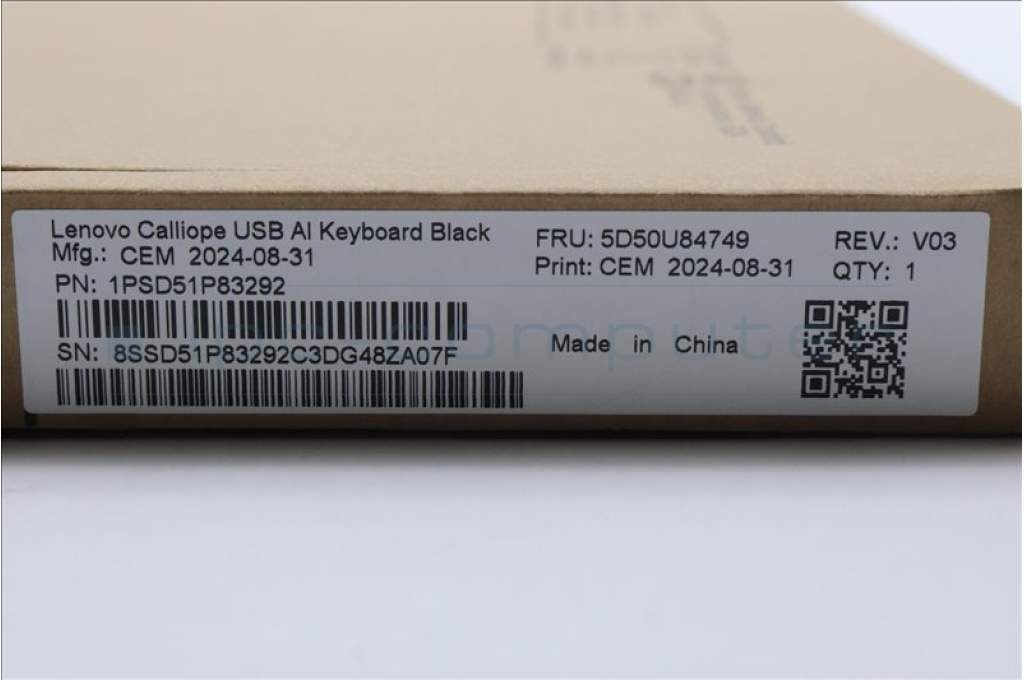 Lenovo Calliope USB AI Keyboard Black
Mfg.: CEM 2024-08-31
PN: 1PSD51P83292
SN: 8SSD51P83292C3DG48ZA07F
FRU: 5D50U84749
Print: CEM 2024-08-31
Made in China
REV.: V03
QTY: 1